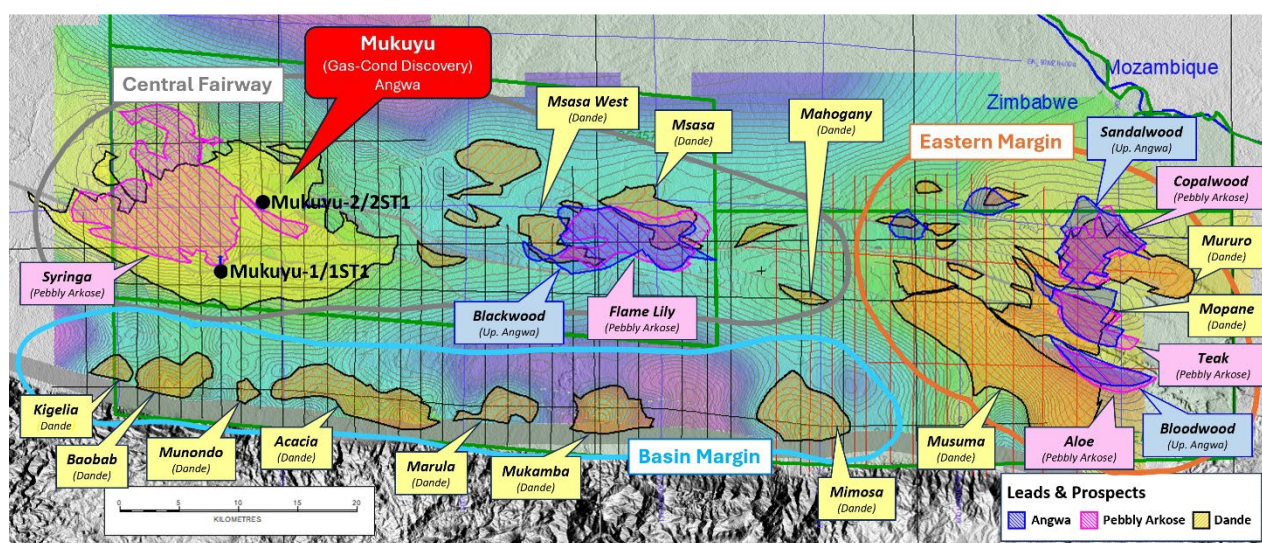 Mukuyu
(Gas-Cond Discovery)
Angwa
Central Fairway
Msasa West
(Dande)
Msasa
(Dande)
Mahogany
(Dande)
Mozambique
Zimbabwe
Eastern Margin
Sandalwood
(Up. Angwa)
Copalwood
(Pebbly Arkose)
Mururo
(Dande)
Mopane
(Dande)
Teak
(Pebbly Arkose)
Bloodwood
(Up. Angwa)
Aloe
(Pebbly Arkose)
Musuma
(Dande)
Mukuyu-2/2ST1
Mukuyu-1/1ST1
Syringa
(Pebbly Arkose)
Blackwood
(Up. Angwa)
Flame Lily
(Pebbly Arkose)
Kigelia
Dande
Baobab
(Dande)
Munondo
(Dande)
Acacia
(Dande)
Marula
(Dande)
Mukamba
(Dande)
Basin Margin
Mimosa
(Dande)
0 5 10 15 20
KILOMETRES
Leads & Prospects
Angwa Pebbly Arkose Dande